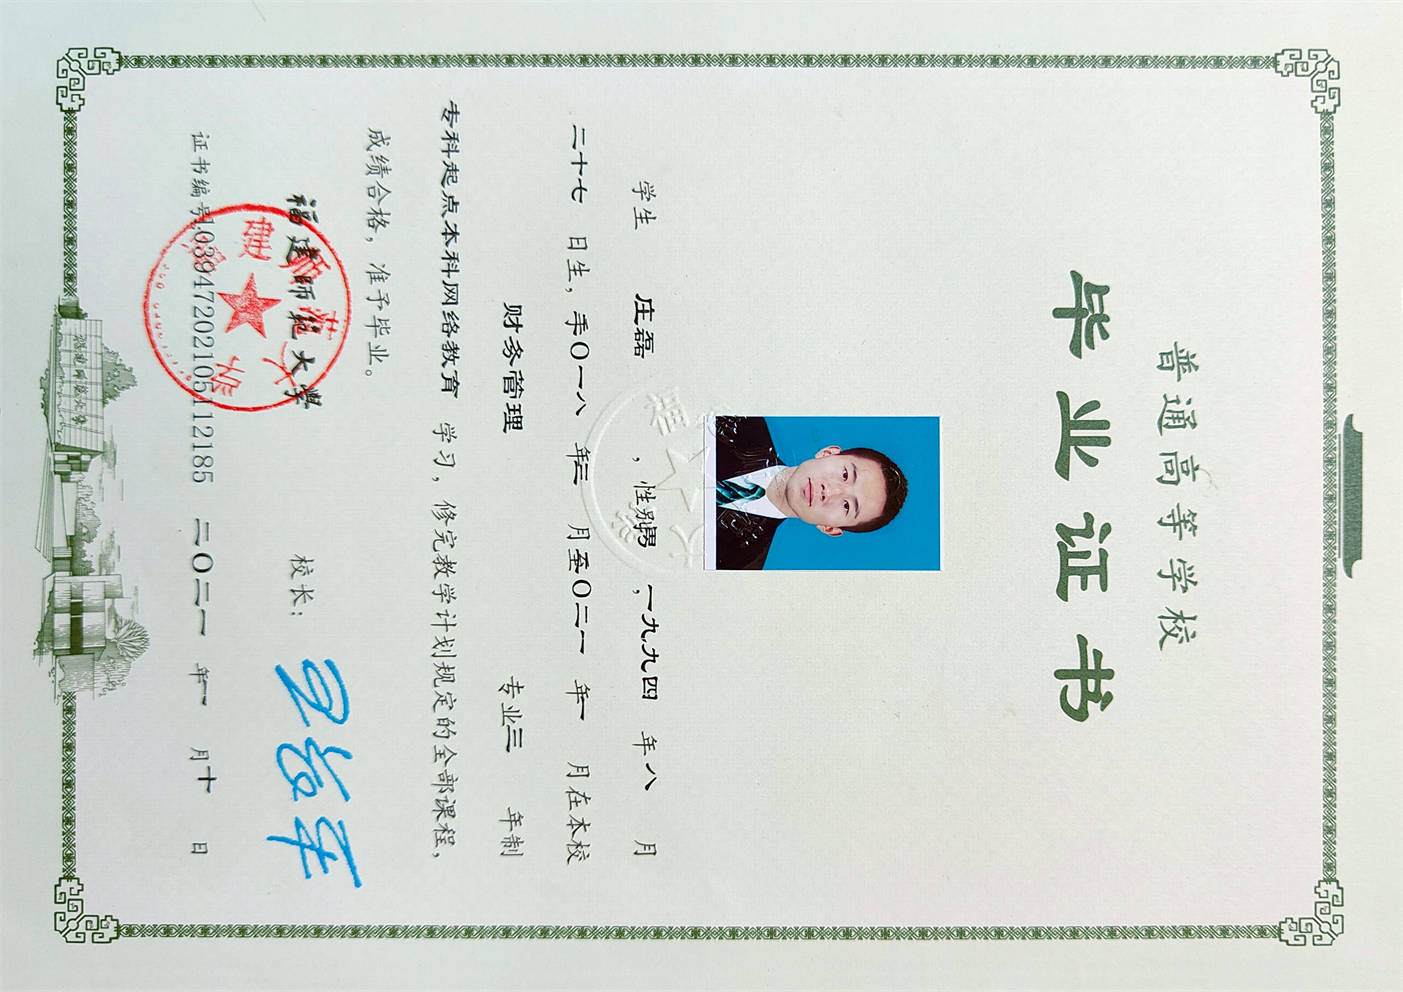 普通高等学校
毕业证书
学生 庄磊 ，性别男 ，一九九四 年八 月
二十七 日生，于二〇一八 年三 月至二〇二一 年一 月在本校
财务管理 专业三 年制
专科起点本科网络教育 学习，修完教学计划规定的全部课程，
成绩合格，准予毕业。
福建师範大學 校长：
福建师范大学
证书编号:103947202105112185 二〇二一 年一 月十 日
福建师范大学